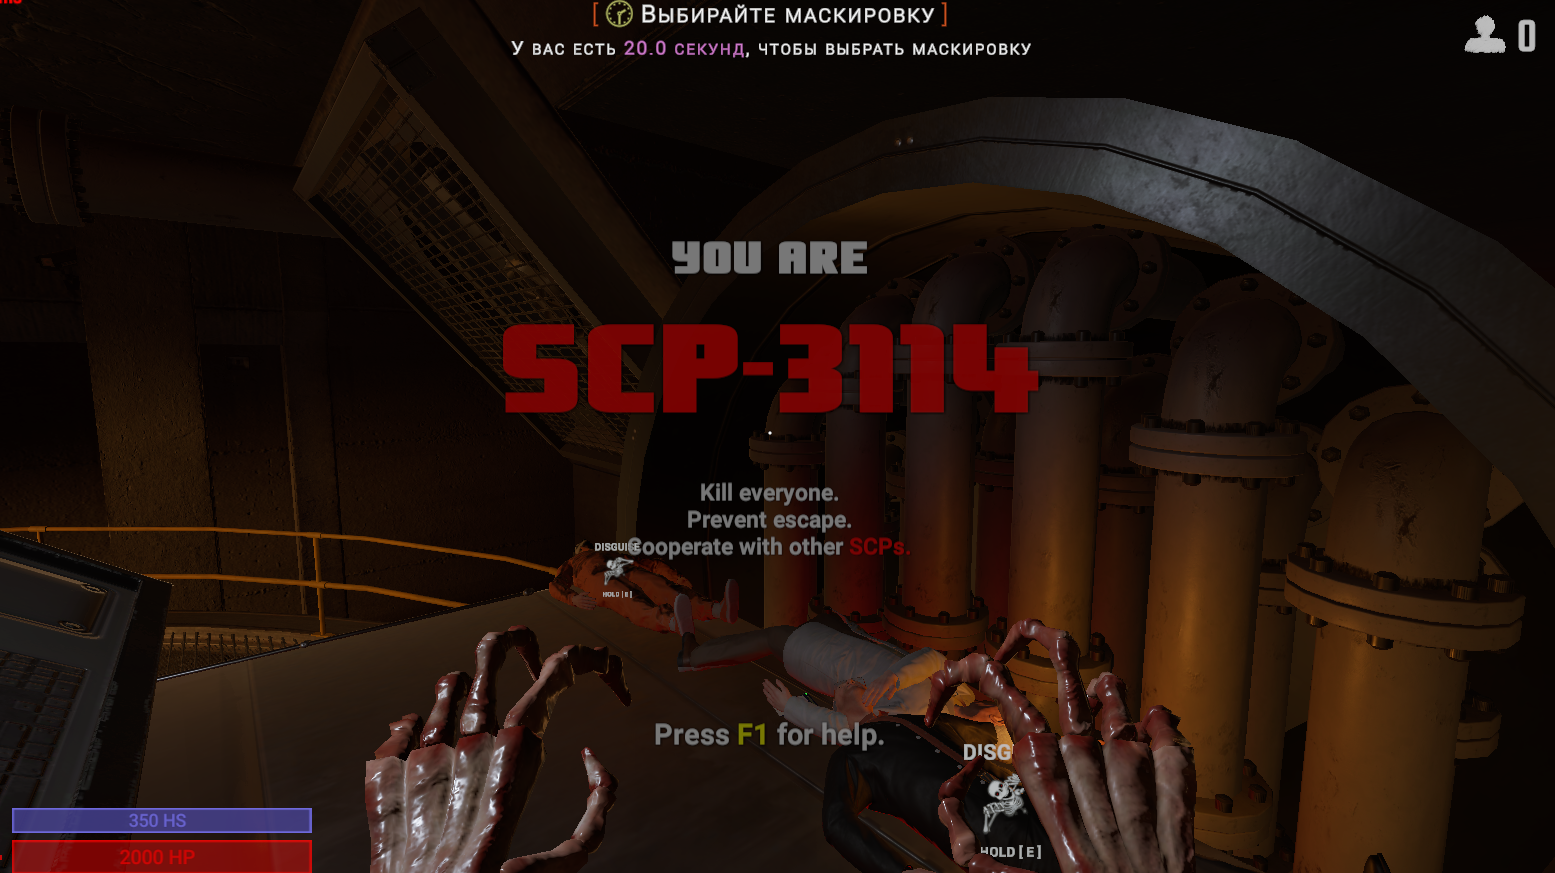 [ Выбирайте маскировку ]
У вас есть 20.0 секунд, чтобы выбрать маскировку
0
YOU ARE
SCP-3114
Kill everyone.
Prevent escape.
Cooperate with other SCPs.
DISGUISE
HOLD [ E ]
Press F1 for help.
DISG
HOLD [ E ]
350 HS
2000 HP